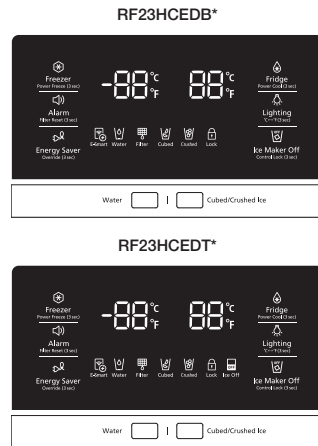 RF23HCEDB*
-88 °C °F 88 °C °F
Freezer
Power Freeze (3 sec)
Fridge
Power Cool (3 sec)
Alarm
Filter Reset (3 sec)
Lighting
°C↔°F (3 sec)
Energy Saver
Override (3 sec)
E-Smart Water Filter Cubed Crushed Lock
Ice Maker Off
Control Lock (3 sec)
Water | Cubed/Crushed Ice
RF23HCEDT*
-88 °C °F 88 °C °F
Freezer
Power Freeze (3 sec)
Fridge
Power Cool (3 sec)
Alarm
Filter Reset (3 sec)
Lighting
°C↔°F (3 sec)
Energy Saver
Override (3 sec)
E-Smart Water Filter Cubed Crushed Lock Ice Off
Ice Maker Off
Control Lock (3 sec)
Water | Cubed/Crushed Ice